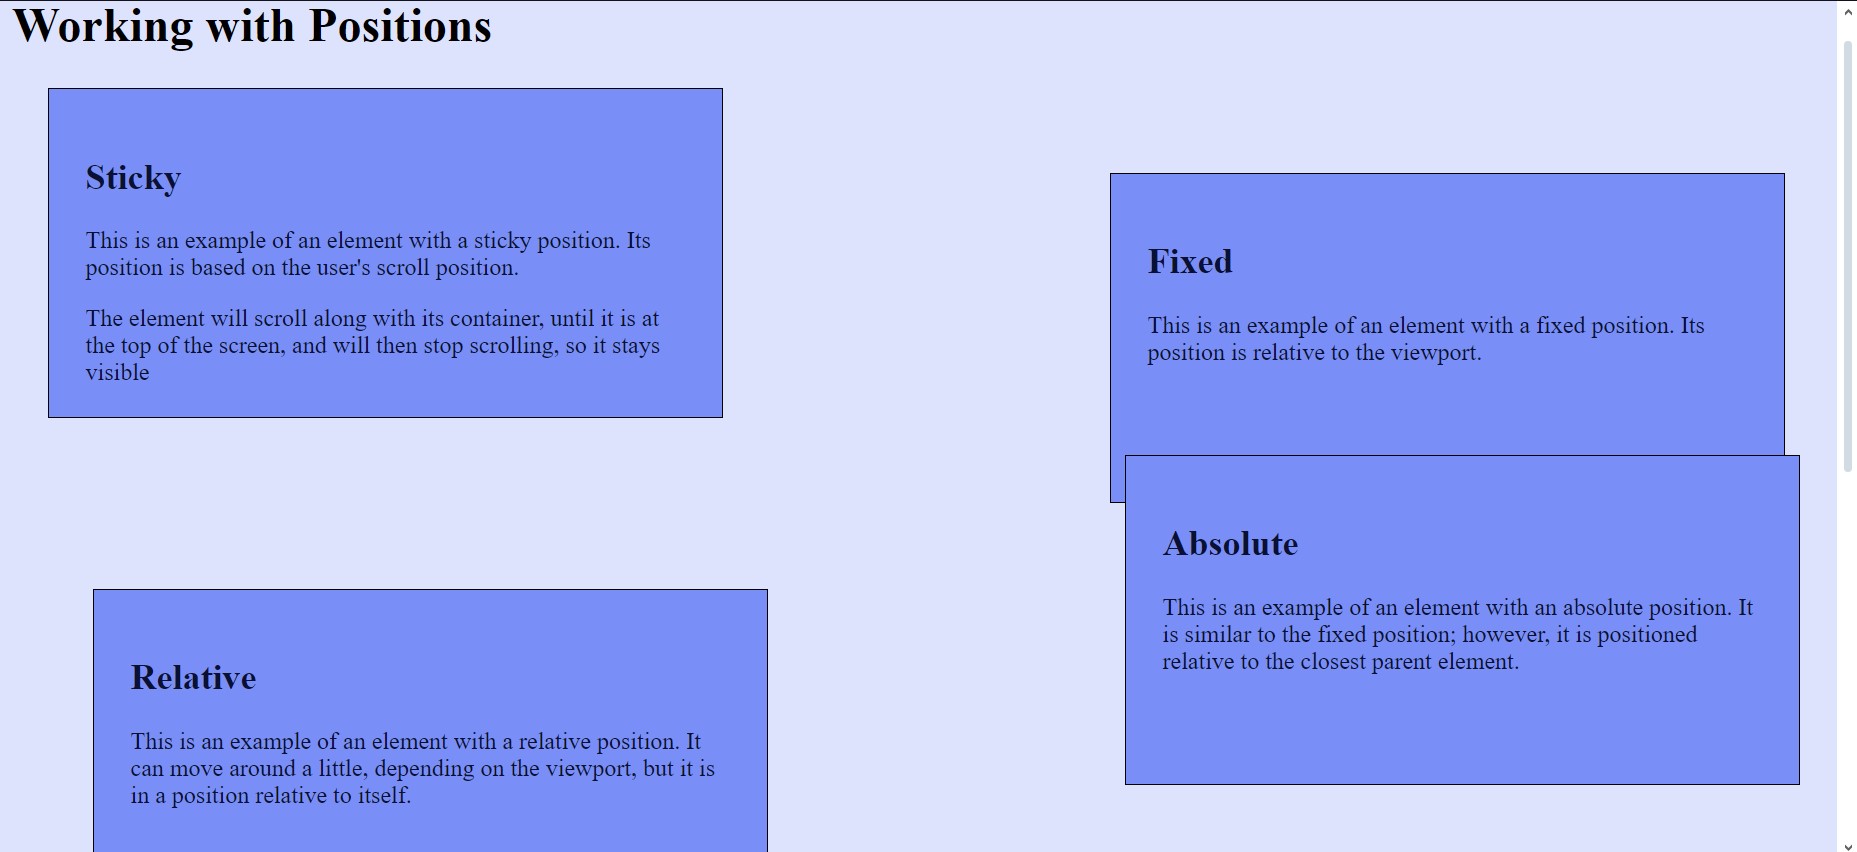 Working with Positions
Sticky
This is an example of an element with a sticky position. Its
position is based on the user's scroll position.
The element will scroll along with its container, until it is at
the top of the screen, and will then stop scrolling, so it stays
visible
Fixed
This is an example of an element with a fixed position. Its
position is relative to the viewport.
Absolute
This is an example of an element with an absolute position. It
is similar to the fixed position; however, it is positioned
relative to the closest parent element.
Relative
This is an example of an element with a relative position. It
can move around a little, depending on the viewport, but it is
in a position relative to itself.